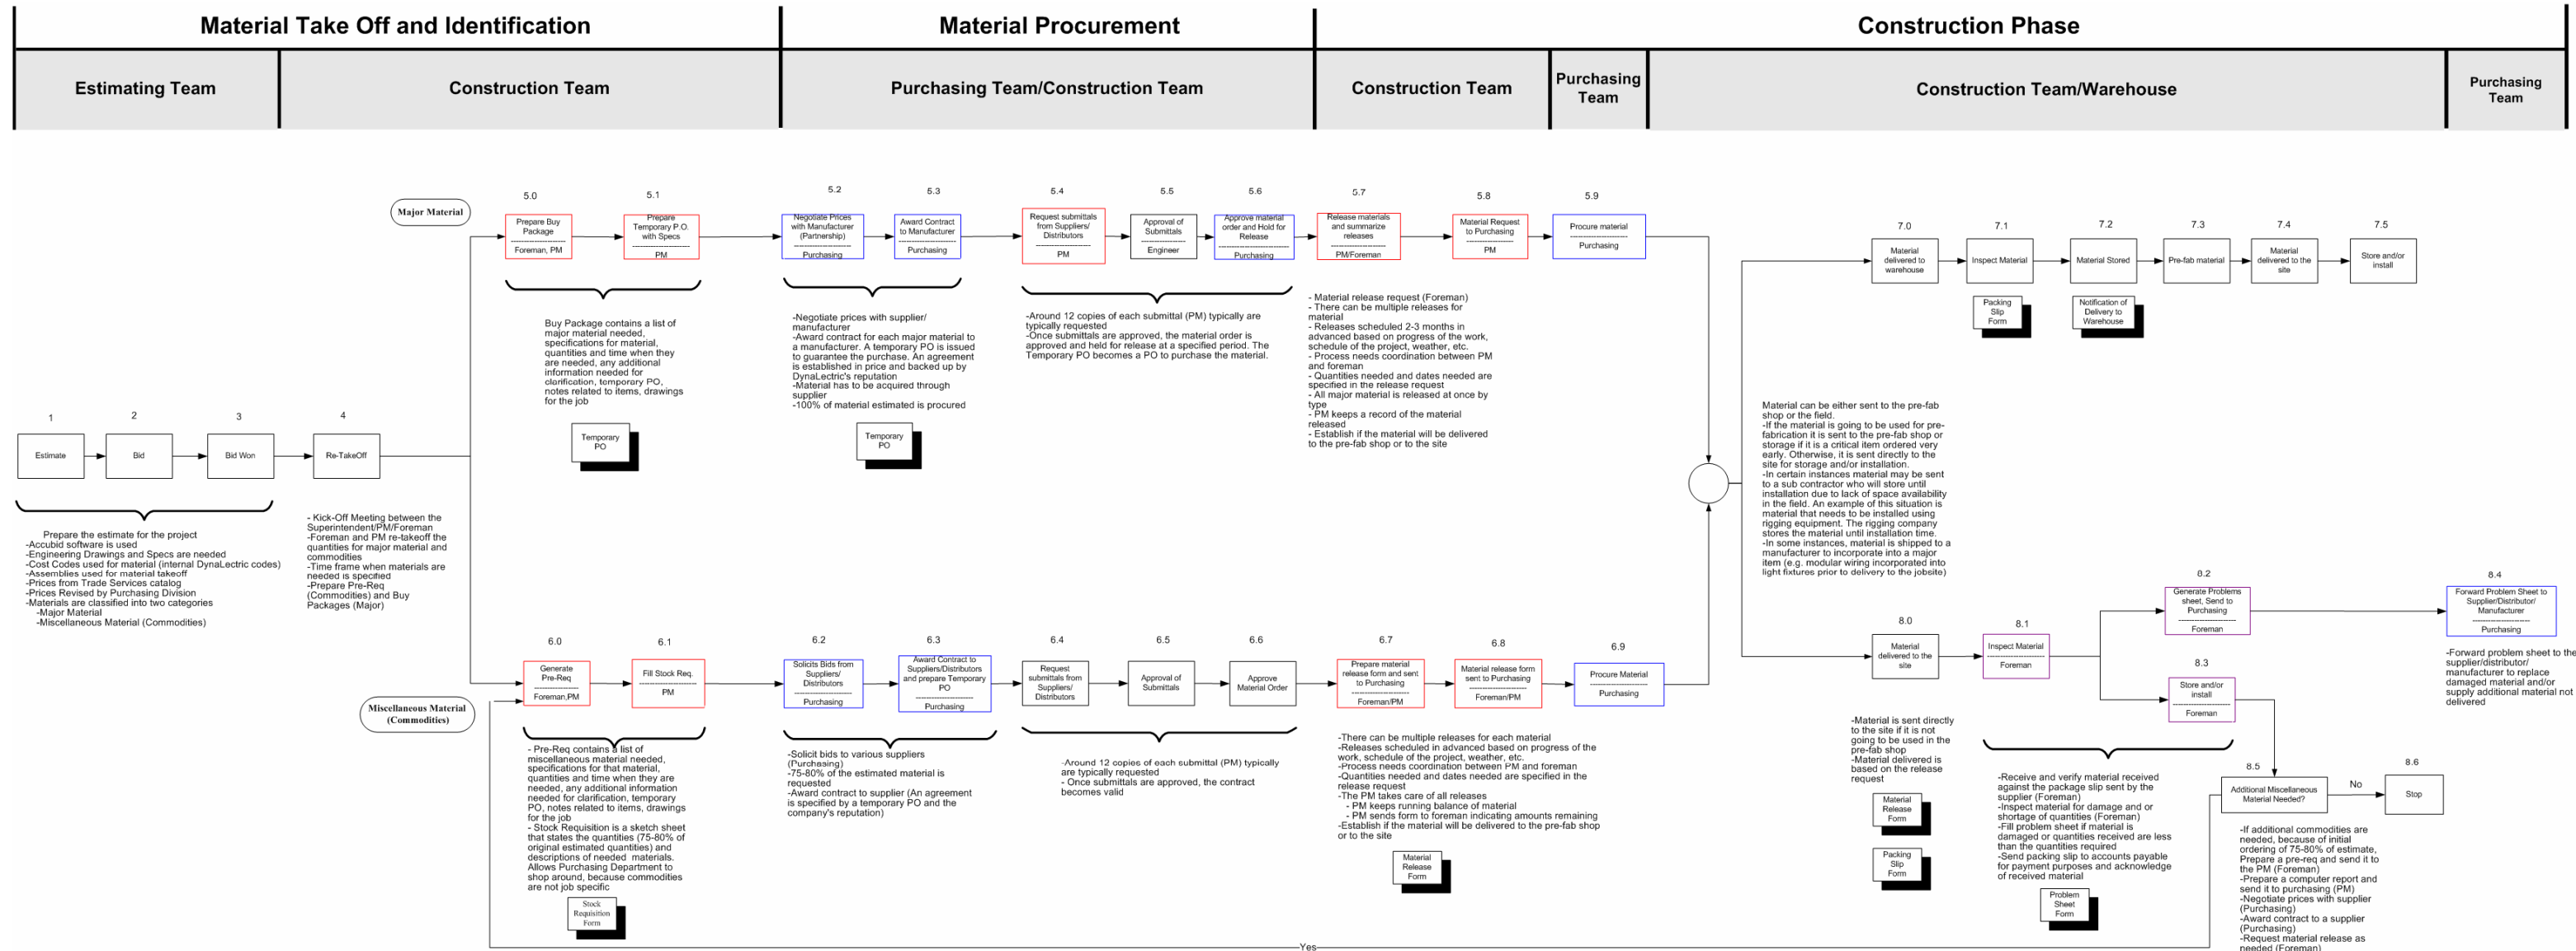 Material Take Off and Identification
Material Procurement
Construction Phase
Estimating Team
Construction Team
Purchasing Team/Construction Team
Construction Team
Purchasing
Team
Construction Team/Warehouse
Purchasing
Team
Major Material
5.0
Prepare Buy
Package
Foreman, PM
5.1
Prepare
Temporary P.O.
with Specs
PM
5.2
Negotiate Prices
with Manufacturer
(Partnership)
Purchasing
5.3
Award Contract
to Manufacturer
Purchasing
5.4
Request submittals
from Suppliers/
Distributors
PM
5.5
Approval of
Submittals
Engineer
5.6
Approve material
order and Hold for
Release
Purchasing
5.7
Release materials
and summarize
releases
PM/Foreman
5.8
Material Request
to Purchasing
PM
5.9
Procure material
Purchasing
7.0
Material
delivered to
warehouse
7.1
Inspect Material
7.2
Material Stored
7.3
Pre-fab material
7.4
Material
delivered to the
site
7.5
Store and/or
install
Packing
Slip
Form
Notification of
Delivery to
Warehouse
Buy Package contains a list of
major material needed,
specifications for material,
quantities and time when they
are needed, any additional
information needed for
clarification, temporary PO,
notes related to items, drawings
for the job
Temporary
PO
-Negotiate prices with supplier/
manufacturer
-Award contract for each major material to
a manufacturer. A temporary PO is issued
to guarantee the purchase. An agreement
is established in price and backed up by
DynaLectric's reputation
-Material has to be acquired through
supplier
-100% of material estimated is procured
Temporary
PO
-Around 12 copies of each submittal (PM) typically are
typically requested
-Once submittals are approved, the material order is
approved and held for release at a specified period. The
Temporary PO becomes a PO to purchase the material.
- Material release request (Foreman)
- There can be multiple releases for
material
- Releases scheduled 2-3 months in
advanced based on progress of the work,
schedule of the project, weather, etc.
- Process needs coordination between PM
and foreman
- Quantities needed and dates needed are
specified in the release request
- All major material is released at once by
type
- PM keeps a record of the material
released
- Establish if the material will be delivered
to the pre-fab shop or to the site
Material can be either sent to the pre-fab
shop or the field.
-If the material is going to be used for pre-
fabrication it is sent to the pre-fab shop or
storage if it is a critical item ordered very
early. Otherwise, it is sent directly to the
site for storage and/or installation.
-In certain instances material may be sent
to a sub contractor who will store until
installation due to lack of space availability
in the field. An example of this situation is
material that needs to be installed using
rigging equipment. The rigging company
stores the material until installation time.
-In some instances, material is shipped to a
manufacturer to incorporate into a major
item (e.g. modular wiring incorporated into
light fixtures prior to delivery to the jobsite)
1
Estimate
2
Bid
3
Bid Won
4
Re-TakeOff
Prepare the estimate for the project
-Accubid software is used
-Engineering Drawings and Specs are needed
-Cost Codes used for material (internal DynaLectric codes)
-Assemblies used for material takeoff
-Prices from Trade Services catalog
-Prices Revised by Purchasing Division
-Materials are classified into two categories
-Major Material
-Miscellaneous Material (Commodities)
- Kick-Off Meeting between the
Superintendent/PM/Foreman
-Foreman and PM re-takeoff the
quantities for major material and
commodities
-Time frame when materials are
needed is specified
-Prepare Pre-Req
(Commodities) and Buy
Packages (Major)
Miscellaneous Material
(Commodities)
6.0
Generate
Pre-Req
Foreman,PM
6.1
Fill Stock Req.
PM
6.2
Solicits Bids from
Suppliers/
Distributors
Purchasing
6.3
Award Contract to
Suppliers/Distributors
and prepare Temporary
PO
Purchasing
6.4
Request
submittals from
Suppliers/
Distributors
6.5
Approval of
Submittals
6.6
Approve
Material Order
6.7
Prepare material
release form and sent
to Purchasing
Foreman/PM
6.8
Material release form
sent to Purchasing
Foreman/PM
6.9
Procure Material
Purchasing
8.0
Material
delivered to the
site
8.1
Inspect Material
Foreman
8.2
Generate Problems
sheet, Send to
Purchasing
Foreman
8.3
Store and/or
install
Foreman
8.4
Forward Problem Sheet to
Supplier/Distributor/
Manufacturer
Purchasing
-Forward problem sheet to the
supplier/distributor/
manufacturer to replace
damaged material and/or
supply additional material not
delivered
- Pre-Req contains a list of
miscellaneous material needed,
specifications for that material,
quantities and time when they are
needed, any additional information
needed for clarification, temporary
PO, notes related to items, drawings
for the job
- Stock Requisition is a sketch sheet
that states the quantities (75-80% of
original estimated quantities) and
descriptions of needed materials.
Allows Purchasing Department to
shop around, because commodities
are not job specific
Stock
Requisition
Form
-Solicit bids to various suppliers
(Purchasing)
-75-80% of the estimated material is
requested
-Award contract to supplier (An agreement
is specified by a temporary PO and the
company's reputation)
-Around 12 copies of each submittal (PM) typically
are typically requested
- Once submittals are approved, the contract
becomes valid
-There can be multiple releases for each material
-Releases scheduled in advanced based on progress of the
work, schedule of the project, weather, etc.
-Process needs coordination between PM and foreman
-Quantities needed and dates needed are specified in the
release request
-The PM takes care of all releases
- PM keeps running balance of material
- PM sends form to foreman indicating amounts remaining
-Establish if the material will be delivered to the pre-fab shop
or to the site
Material
Release
Form
-Material is sent directly
to the site if it is not
going to be used in the
pre-fab shop
-Material delivered is
based on the release
request
Material
Release
Form
Packing
Slip
Form
-Receive and verify material received
against the package slip sent by the
supplier (Foreman)
-Inspect material for damage and or
shortage of quantities (Foreman)
-Fill problem sheet if material is
damaged or quantities received are less
than the quantities required
-Send packing slip to accounts payable
for payment purposes and acknowledge
of received material
Problem
Sheet
Form
8.5
Additional Miscellaneous
Material Needed?
No
8.6
Stop
-If additional commodities are
needed, because of initial
ordering of 75-80% of estimate,
Prepare a pre-req and send it to
the PM (Foreman)
-Prepare a computer report and
send it to purchasing (PM)
-Negotiate prices with supplier
(Purchasing)
-Award contract to a supplier
(Purchasing)
-Request material release as
needed (Foreman)
Yes